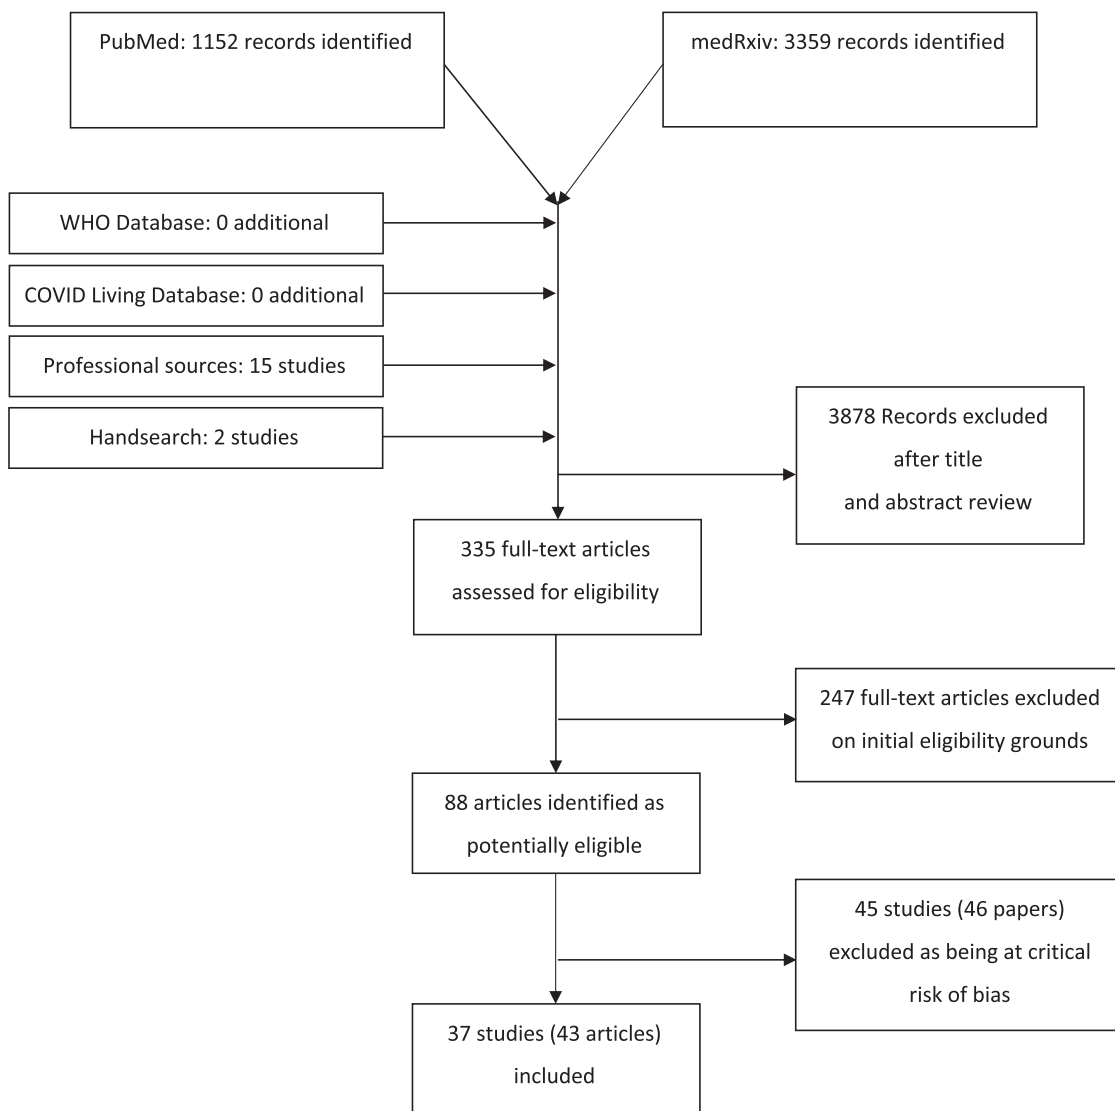 PubMed: 1152 records identified
medRxiv: 3359 records identified
WHO Database: 0 additional
COVID Living Database: 0 additional
Professional sources: 15 studies
Handsearch: 2 studies
3878 Records excluded
after title
and abstract review
335 full-text articles
assessed for eligibility
247 full-text articles excluded
on initial eligibility grounds
88 articles identified as
potentially eligible
45 studies (46 papers)
excluded as being at critical
risk of bias
37 studies (43 articles)
included